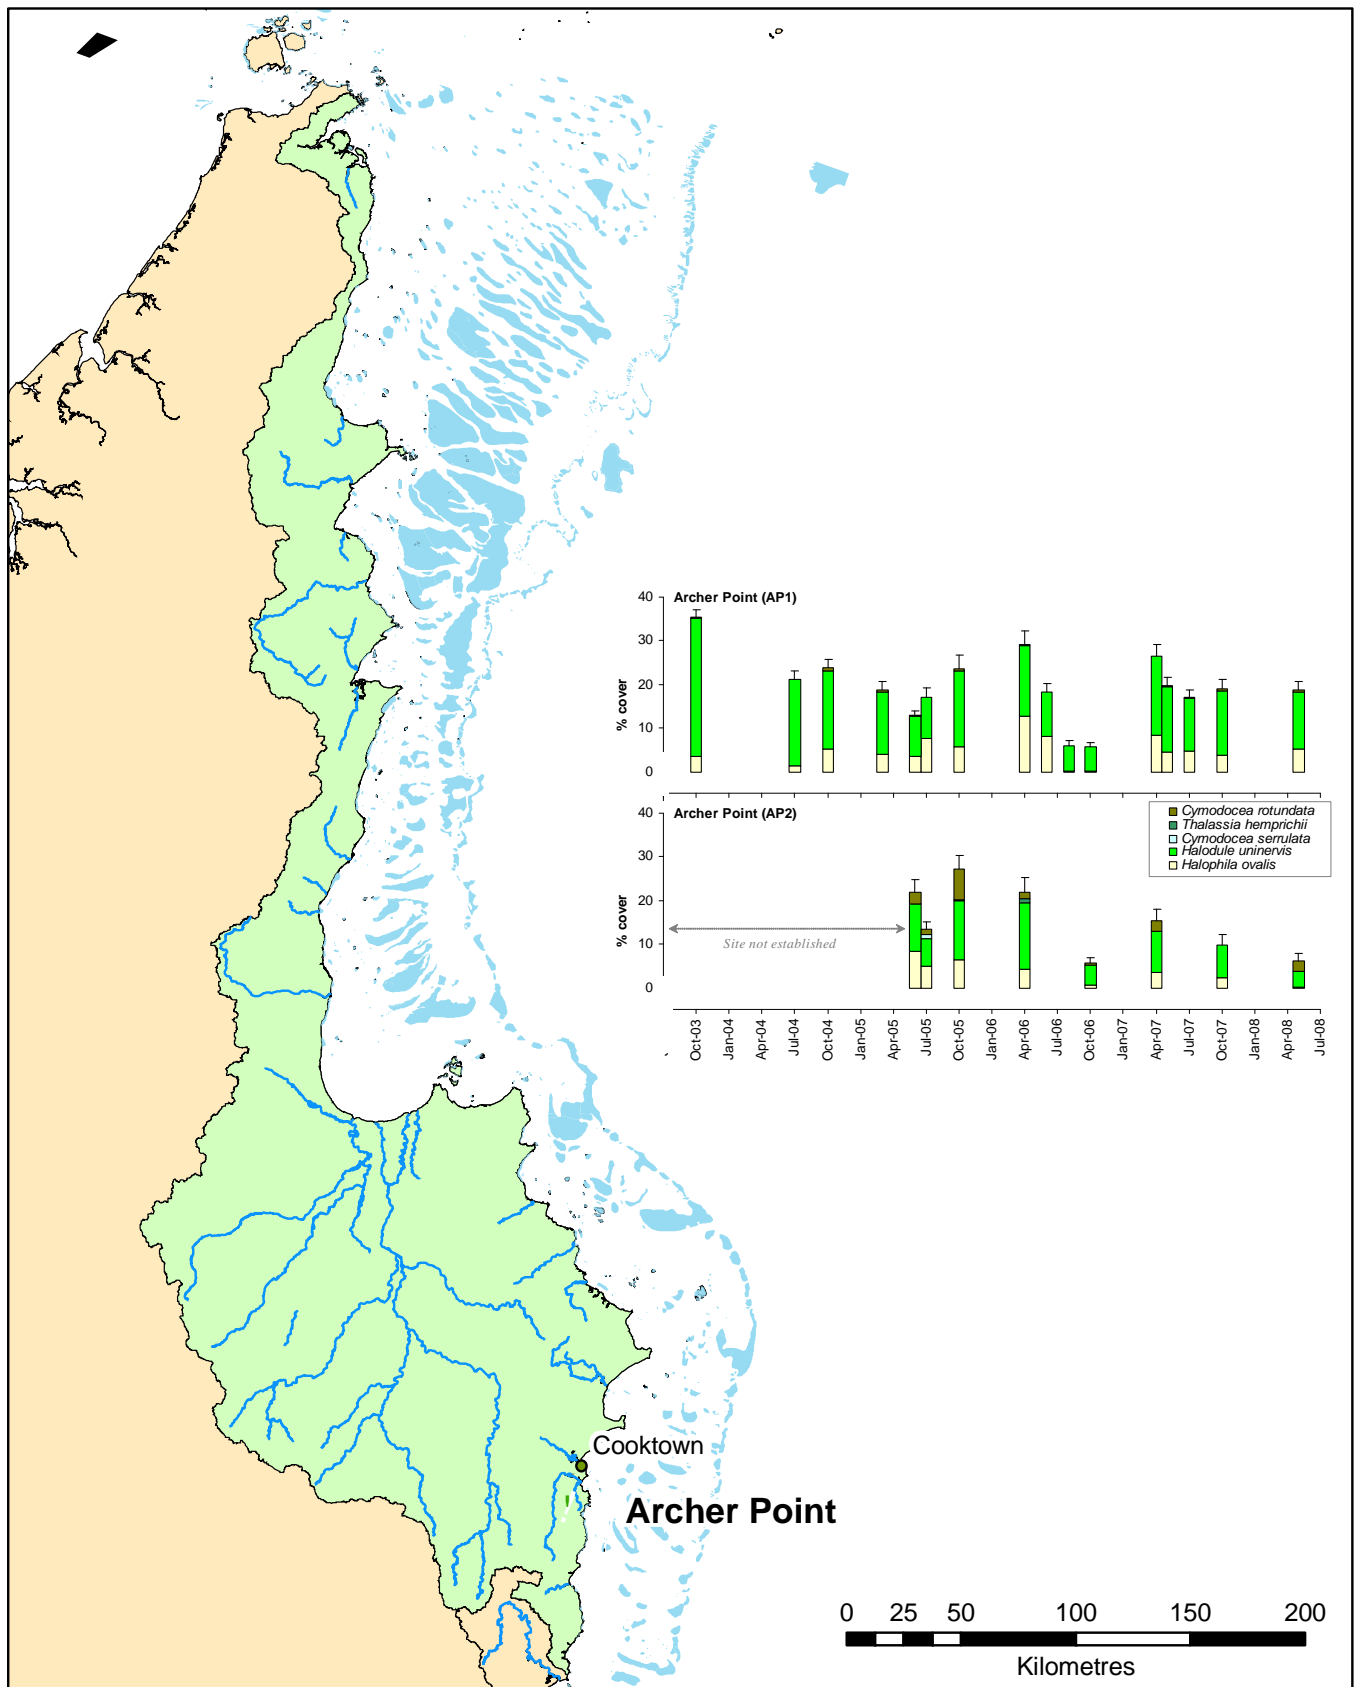 40
Archer Point (AP1)
30
20
10
0
% cover
40
Archer Point (AP2)
30
20
10
0
% cover
Cymodocea rotundata
Thalassia hemprichii
Cymodocea serrulata
Halodule uninervis
Halophila ovalis
Site not established
Oct-03
Jan-04
Apr-04
Jul-04
Oct-04
Jan-05
Apr-05
Jul-05
Oct-05
Jan-06
Apr-06
Jul-06
Oct-06
Jan-07
Apr-07
Jul-07
Oct-07
Jan-08
Apr-08
Jul-08
Cooktown
Archer Point
0 25 50 100 150 200
Kilometres